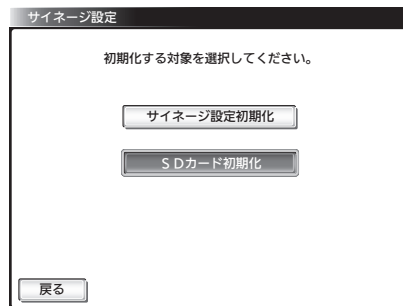 サイネージ設定
初期化する対象を選択してください。
サイネージ設定初期化
ＳＤカード初期化
戻る